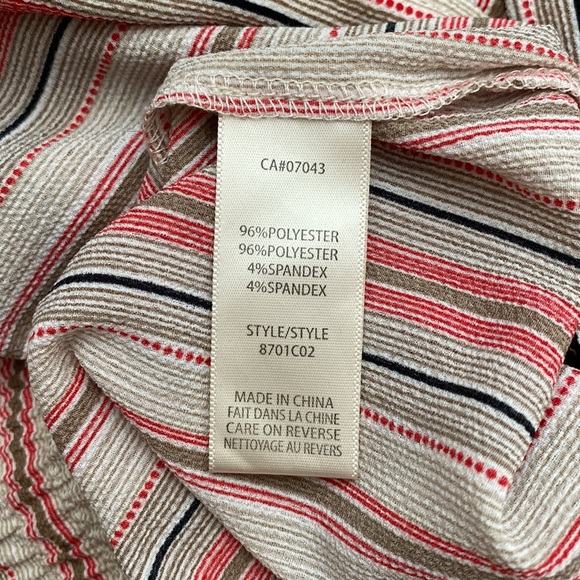 CA#07043
96%POLYESTER
96%POLYESTER
4%SPANDEX
4%SPANDEX
STYLE/STYLE
8701C02
MADE IN CHINA
FAIT DANS LA CHINE
CARE ON REVERSE
NETTOYAGE AU REVERS